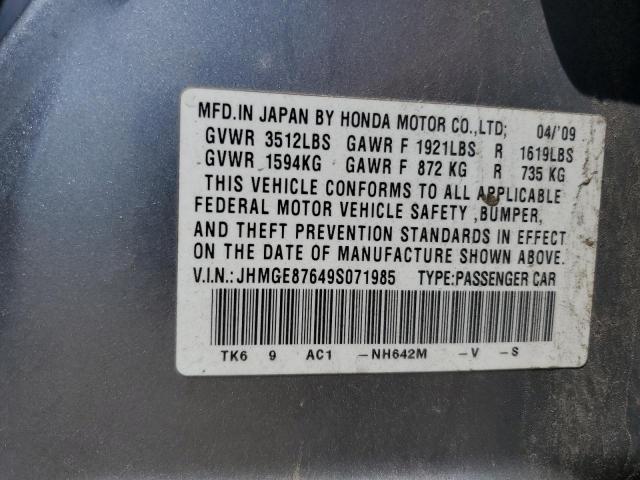 MFD.IN JAPAN BY HONDA MOTOR CO.,LTD; 04/'09
GVWR 3512LBS GAWR F 1921LBS R 1619LBS
GVWR 1594KG GAWR F 872 KG R 735 KG
THIS VEHICLE CONFORMS TO ALL APPLICABLE
FEDERAL MOTOR VEHICLE SAFETY ,BUMPER,
AND THEFT PREVENTION STANDARDS IN EFFECT
ON THE DATE OF MANUFACTURE SHOWN ABOVE.
V.I.N.:JHMGE87649S071985 TYPE:PASSENGER CAR
TK6 9 AC1 -NH642M -V -S